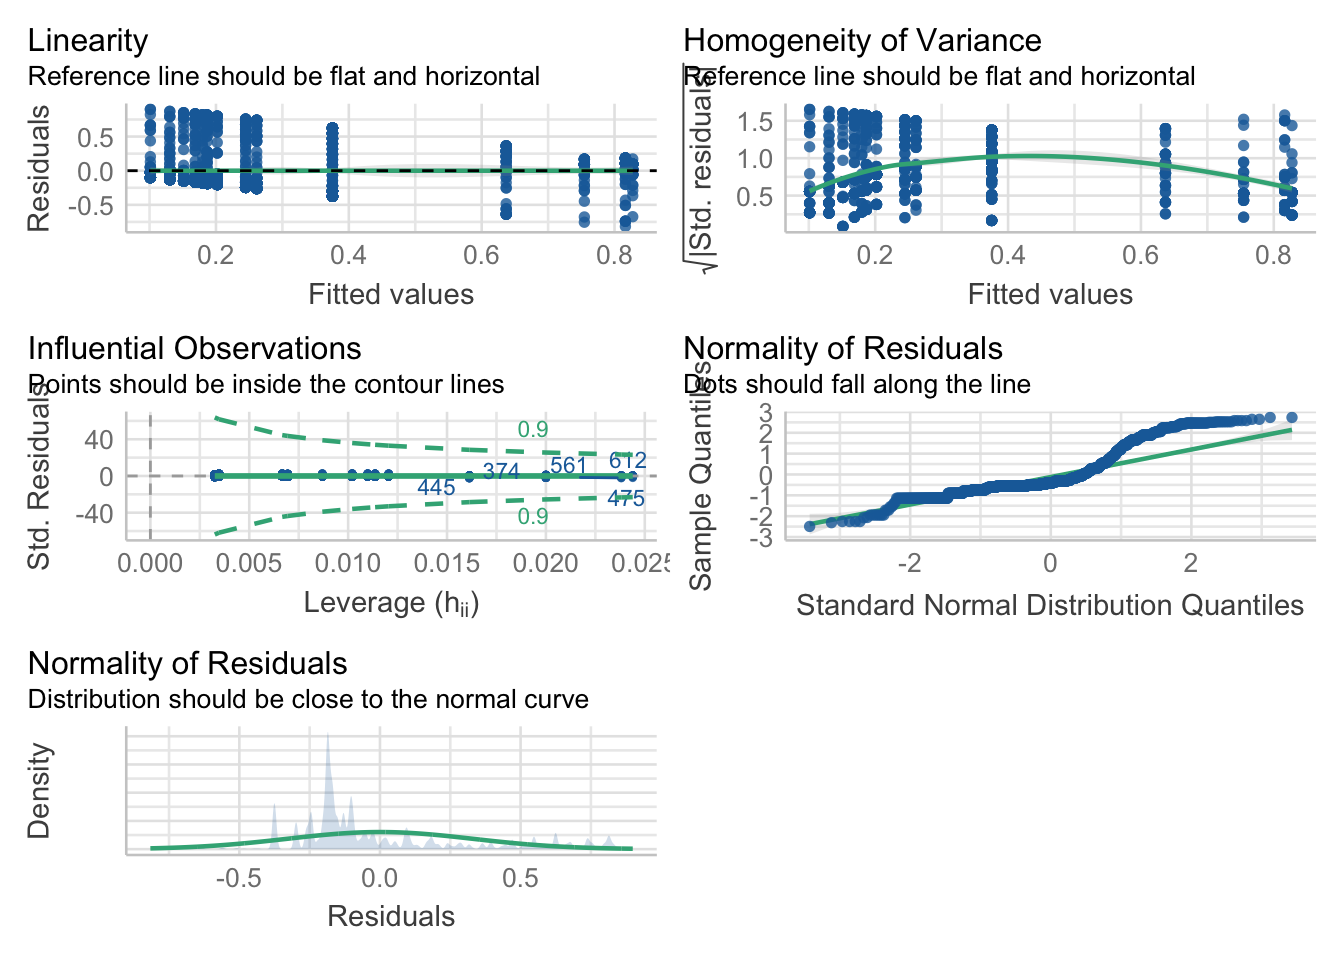 Linearity
Reference line should be flat and horizontal
Residuals
0.5
0.0
-0.5
0.2
0.4
0.6
0.8
Fitted values
Homogeneity of Variance
Reference line should be flat and horizontal
√|Std. residuals|
1.5
1.0
0.5
0.2
0.4
0.6
0.8
Fitted values
Influential Observations
Points should be inside the contour lines
Std. Residuals
40
0
-40
0.9
374
561
612
445
475
0.9
0.000
0.005
0.010
0.015
0.020
0.025
Leverage (hii)
Normality of Residuals
Dots should fall along the line
Sample Quantiles
3
2
1
0
-1
-2
-3
-2
0
2
Standard Normal Distribution Quantiles
Normality of Residuals
Distribution should be close to the normal curve
Density
-0.5
0.0
0.5
Residuals